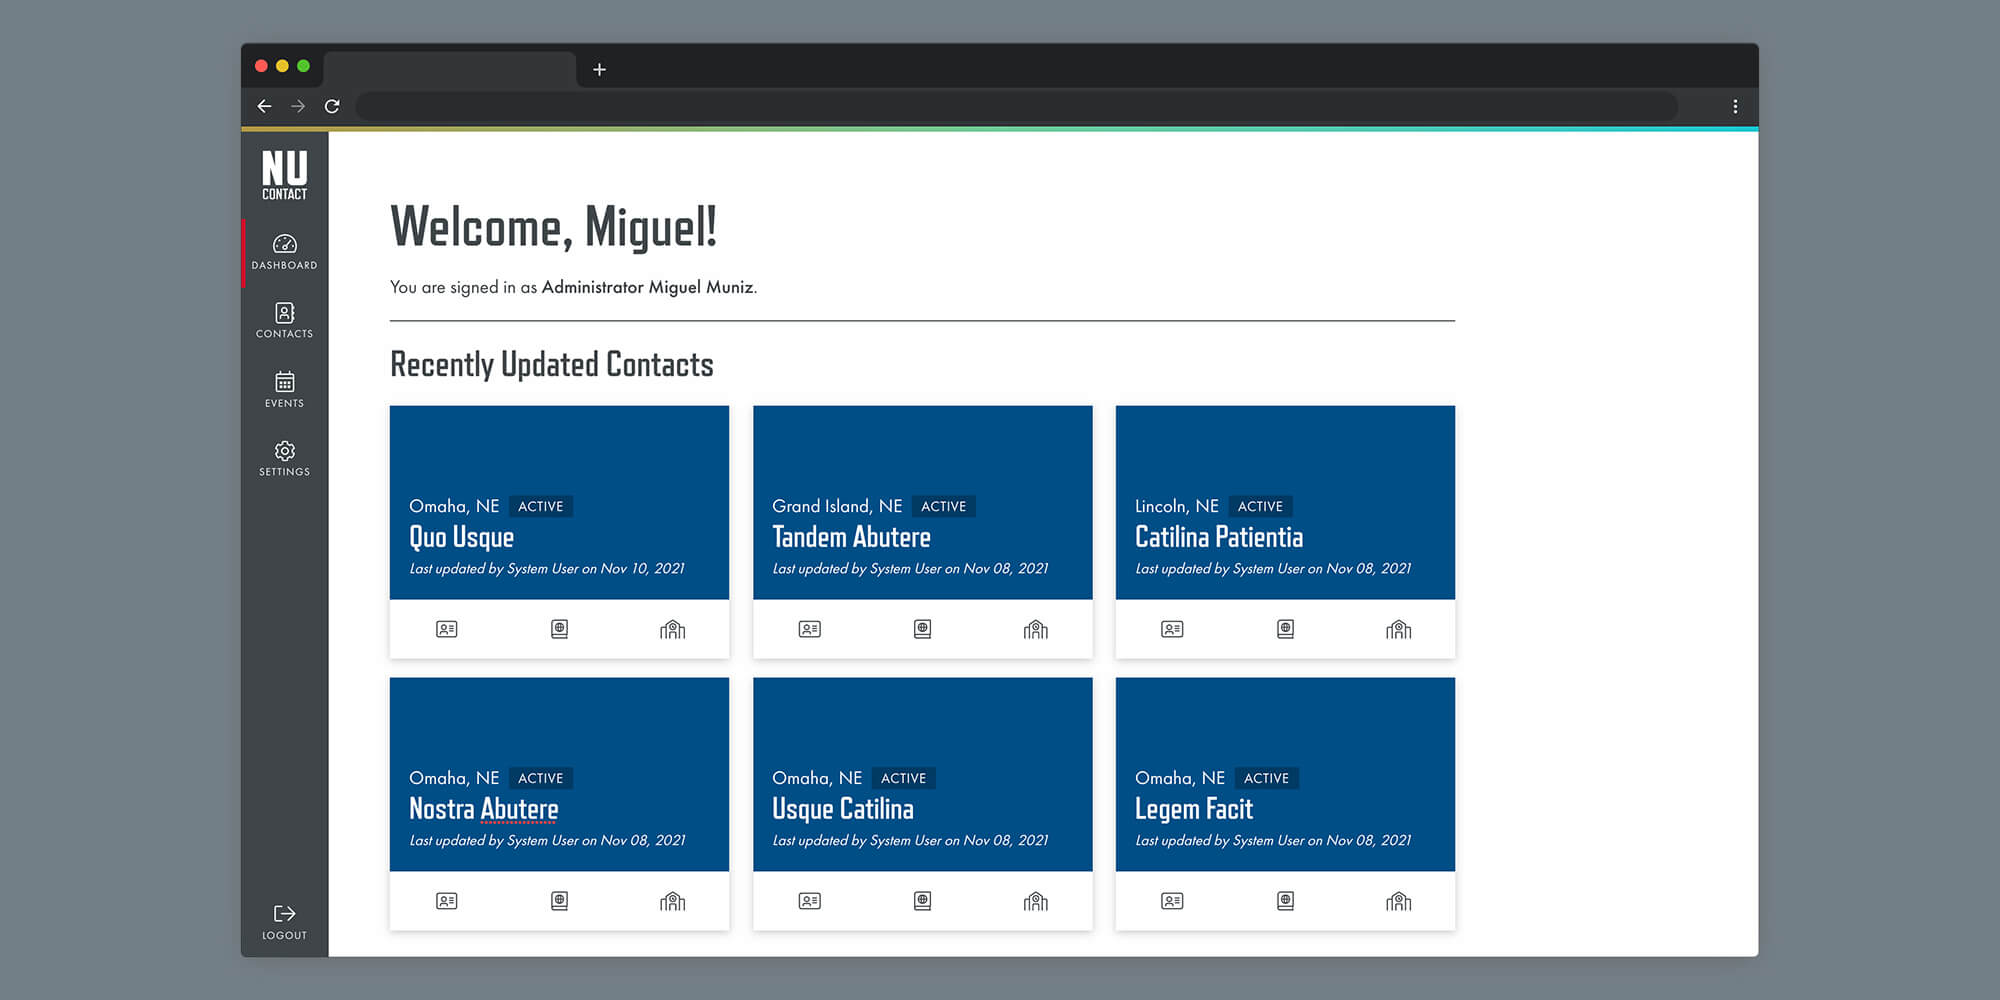 NU
CONTACT
DASHBOARD
CONTACTS
EVENTS
SETTINGS
LOGOUT
Welcome, Miguel!
You are signed in as Administrator Miguel Muniz.
Recently Updated Contacts
Omaha, NE ACTIVE
Quo Usque
Last updated by System User on Nov 10, 2021
Grand Island, NE ACTIVE
Tandem Abutere
Last updated by System User on Nov 08, 2021
Lincoln, NE ACTIVE
Catilina Patientia
Last updated by System User on Nov 08, 2021
Omaha, NE ACTIVE
Nostra Abutere
Last updated by System User on Nov 08, 2021
Omaha, NE ACTIVE
Usque Catilina
Last updated by System User on Nov 08, 2021
Omaha, NE ACTIVE
Legem Facit
Last updated by System User on Nov 08, 2021